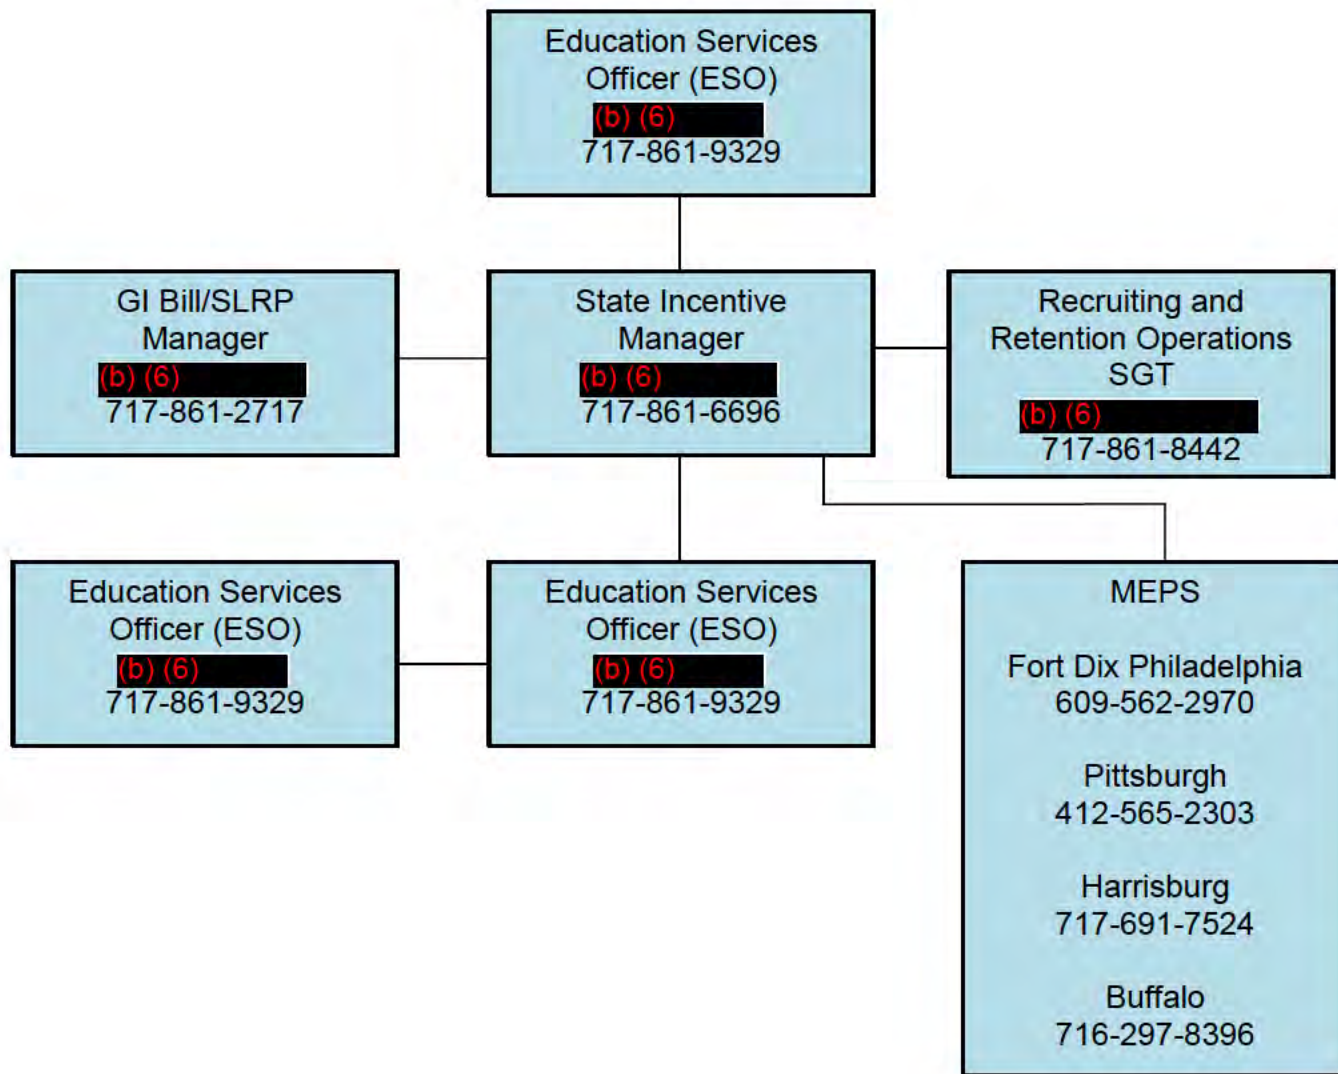 Education Services
Officer (ESO)
(b) (6)
717-861-9329
GI Bill/SLRP
Manager
(b) (6)
717-861-2717
State Incentive
Manager
(b) (6)
717-861-6696
Recruiting and
Retention Operations
SGT
(b) (6)
717-861-8442
Education Services
Officer (ESO)
(b) (6)
717-861-9329
Education Services
Officer (ESO)
(b) (6)
717-861-9329
MEPS
Fort Dix Philadelphia
609-562-2970
Pittsburgh
412-565-2303
Harrisburg
717-691-7524
Buffalo
716-297-8396